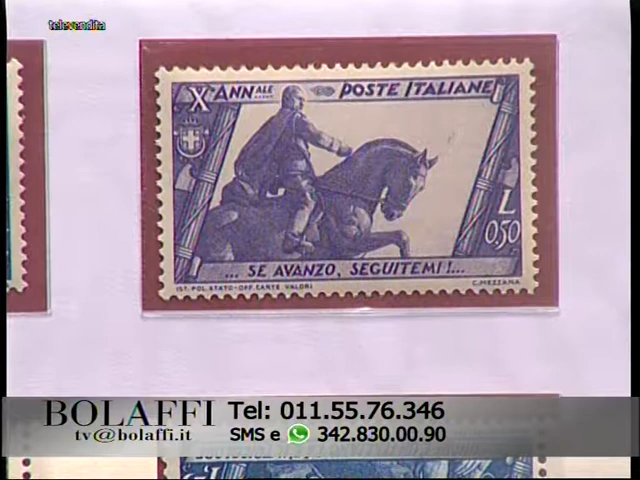 televendita
X° ANNALE
POSTE ITALIANE
L
0,50
... SE AVANZO, SEGUITEMI!...
IST. POL. STATO-OFF. CARTE VALORI
C. MEZZANA
BOLAFFI
tv@bolaffi.it
Tel: 011.55.76.346
SMS e 342.830.00.90